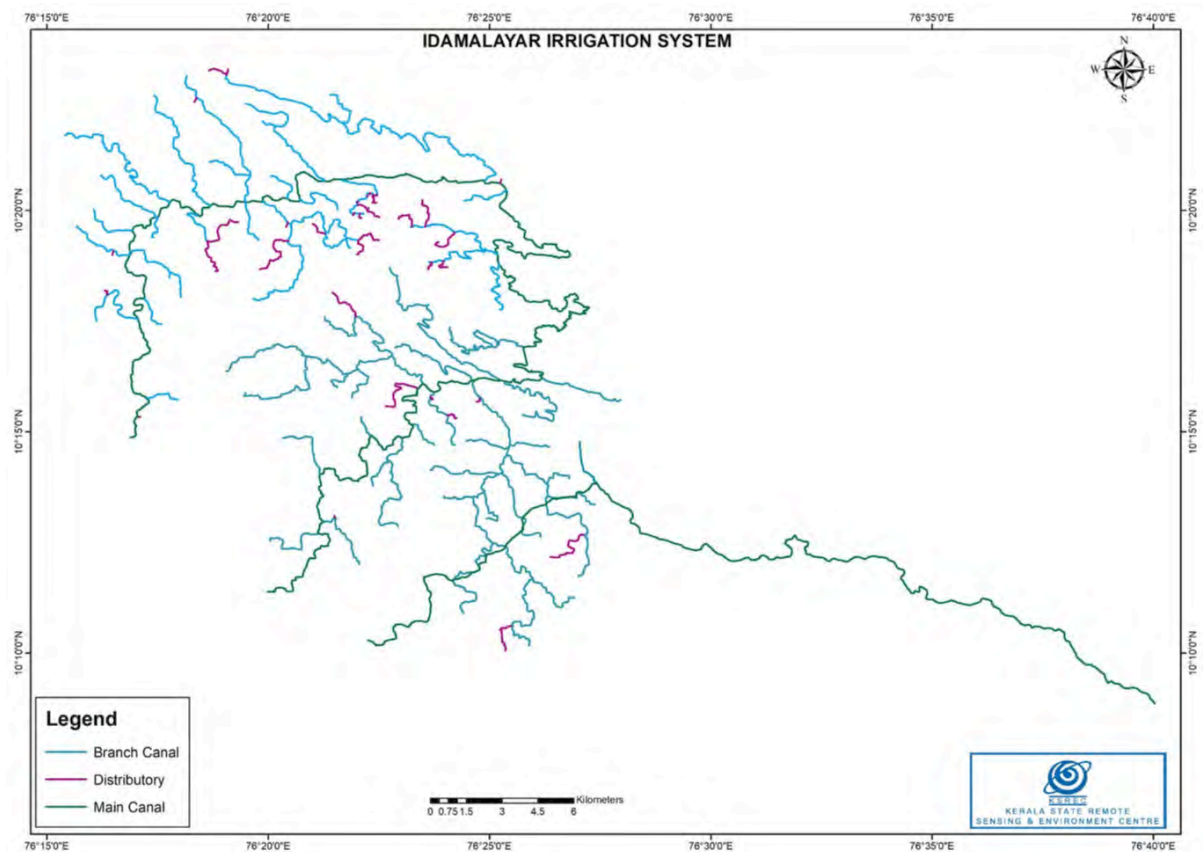 76°15'0"E 76°20'0"E 76°25'0"E 76°30'0"E 76°35'0"E 76°40'0"E
IDAMALAYAR IRRIGATION SYSTEM
N
W E
S
10°20'0"N 10°20'0"N
10°15'0"N 10°15'0"N
10°10'0"N 10°10'0"N
Legend
Branch Canal
Distributory
Main Canal
Kilometers
0 0.75 1.5 3 4.5 6
KSREC
KERALA STATE REMOTE
SENSING & ENVIRONMENT CENTRE
76°15'0"E 76°20'0"E 76°25'0"E 76°30'0"E 76°35'0"E 76°40'0"E